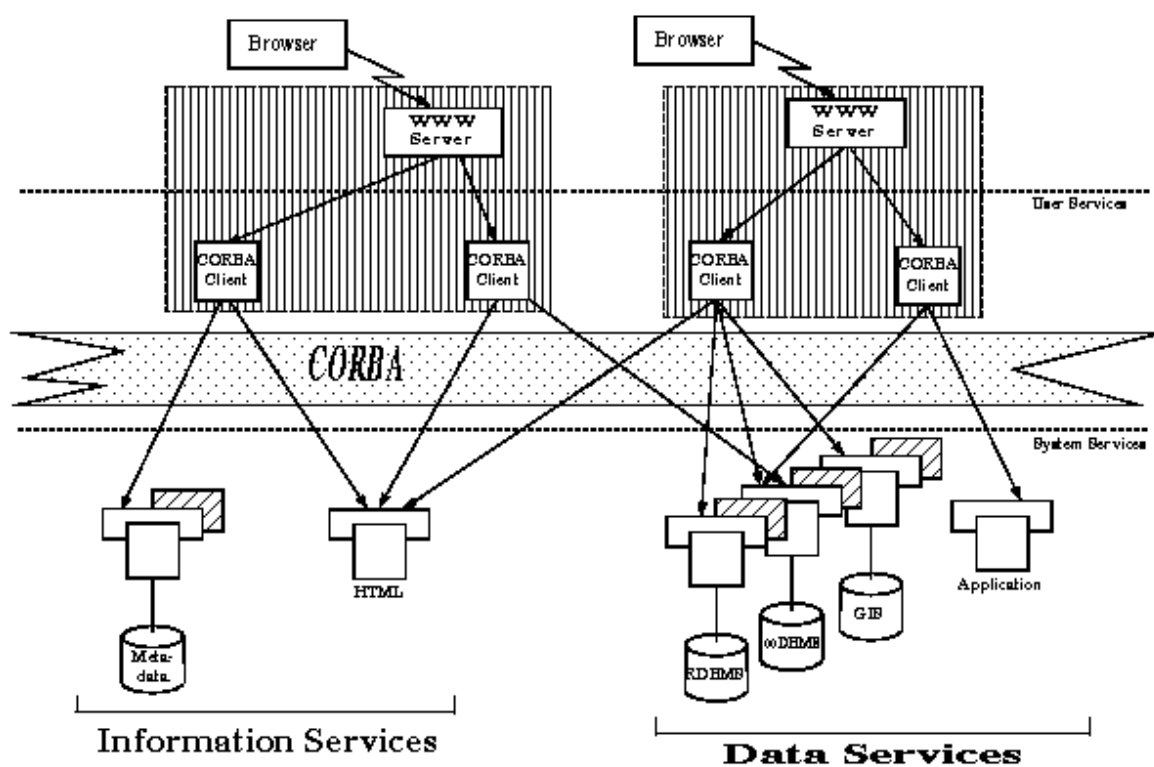 Browser
Browser
WWW
Server
WWW
Server
User Services
CORBA
Client
CORBA
Client
CORBA
Client
CORBA
Client
CORBA
System Services
HTML
Application
GIS
ooDBMS
RDBMS
Meta-
data
Information Services
Data Services